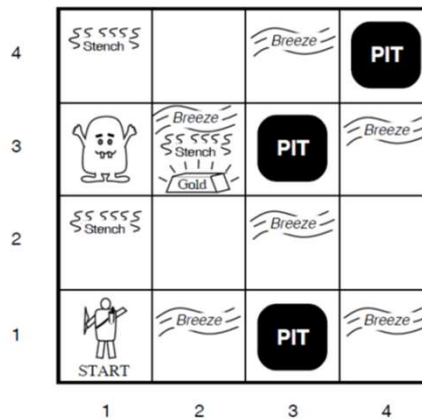 4
Stench
Breeze
PIT
3
Breeze
Stench
Gold
PIT
Breeze
2
Stench
Breeze
1
START
Breeze
PIT
Breeze
1 2 3 4